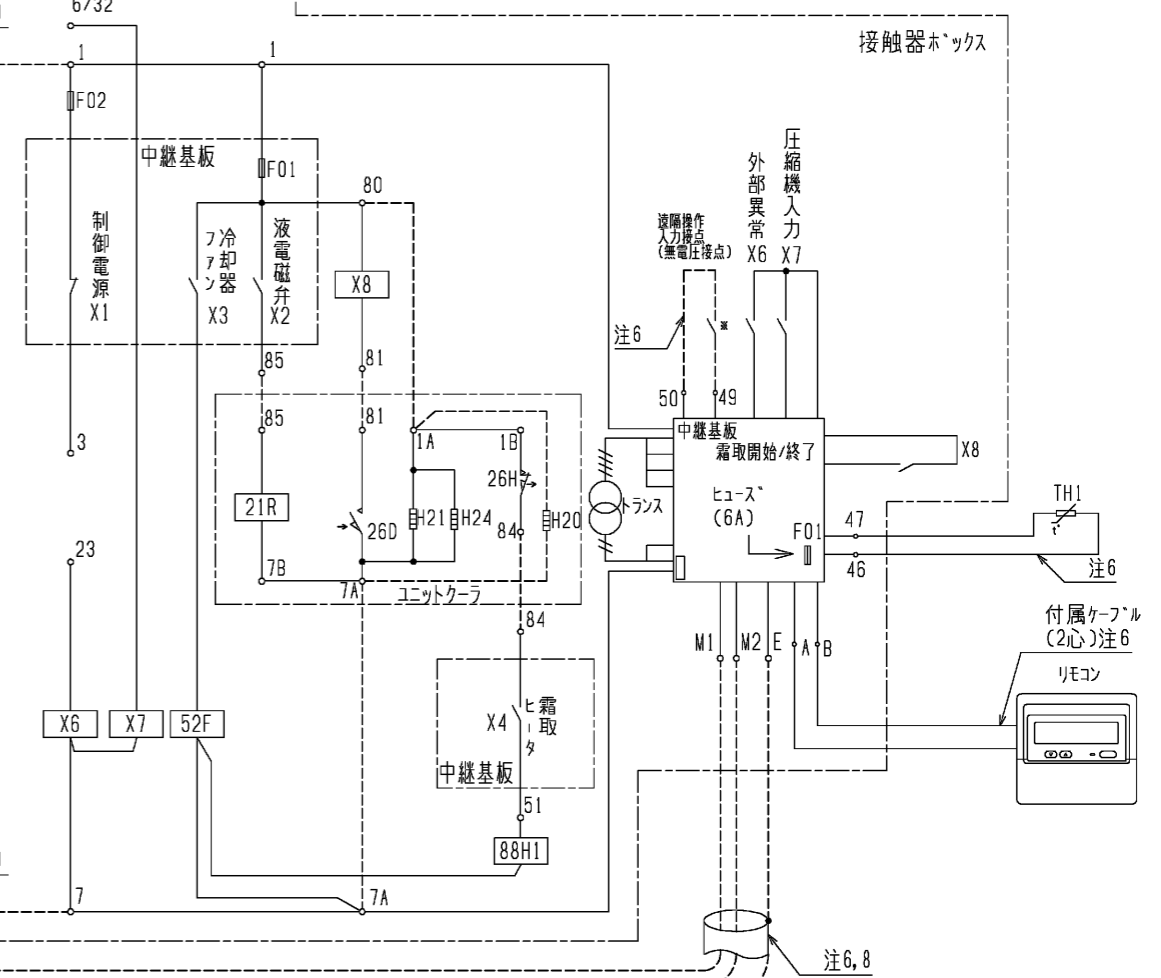 6732
接触器ボックス
1
1
F02
中継基板
F01
80
制御電源
X1
冷却器
ファン
X3
液電磁弁
X2
X8
外部異常
X6
圧縮機入力
X7
遠隔操作
入力接点
(無電圧接点)
※
注6
50
49
85
81
85
81
3
1A
1B
21R
26D
H21
H24
26H
84
H20
7B
7A
ユニットクーラ
23
トランス
中継基板
霜取開始/終了
ヒューズ
(6A)
F01
X8
47
46
TH1
t°
注6
84
M1
M2
E
A
B
付属ケーブル
(2心)注6
リモコン
X6
X7
52F
X4
霜取
ヒータ
中継基板
51
88H1
7
7A
注6,8